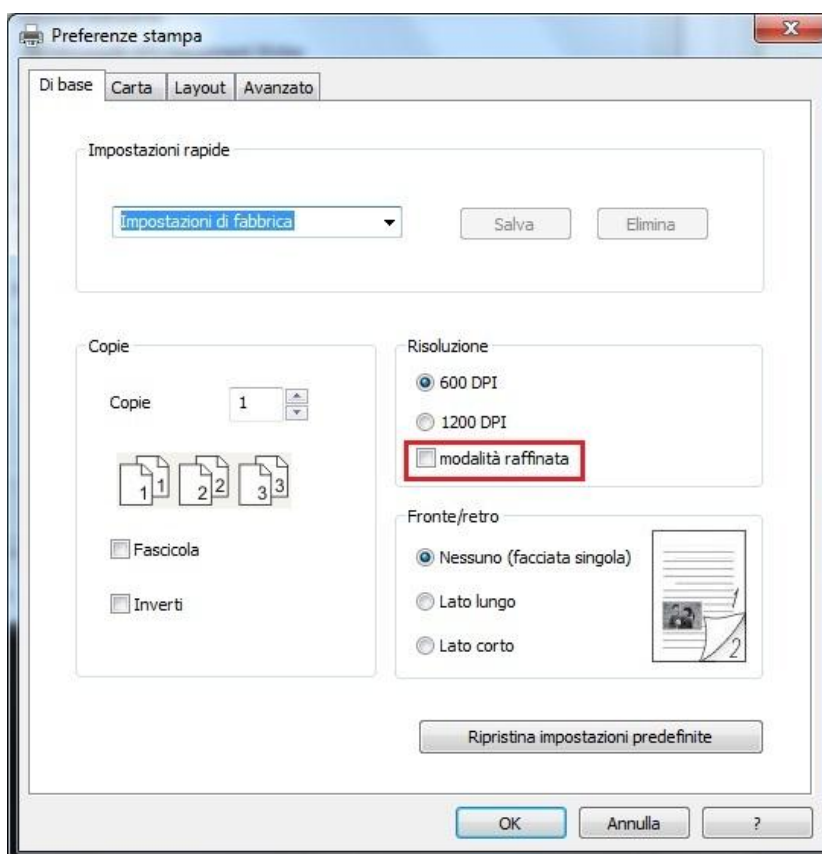 Preferenze stampa
X
Di base Carta Layout Avanzato
Impostazioni rapide
Impostazioni di fabbrica Salva Elimina
Copie
Copie 1
1 1 2 2 3 3
Fascicola
Inverti
Risoluzione
600 DPI
1200 DPI
modalità raffinata
Fronte/retro
Nessuno (facciata singola)
Lato lungo
Lato corto
1
2
Ripristina impostazioni predefinite
OK Annulla ?